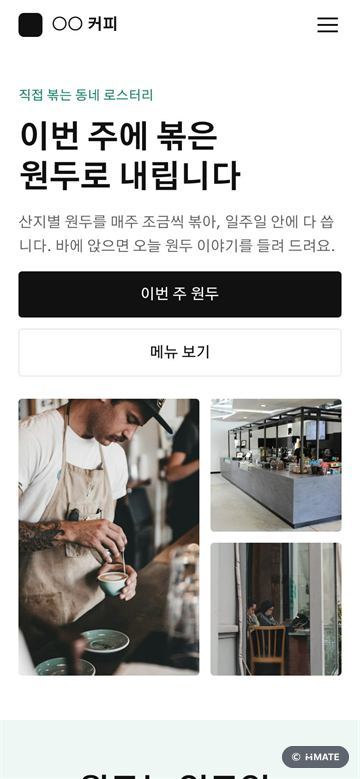 〇〇 커피
직접 볶는 동네 로스터리
이번 주에 볶은
원두로 내립니다
산지별 원두를 매주 조금씩 볶아, 일주일 안에 다 씁
니다. 바에 앉으면 오늘 원두 이야기를 들려 드려요.
이번 주 원두
메뉴 보기
© HMATE